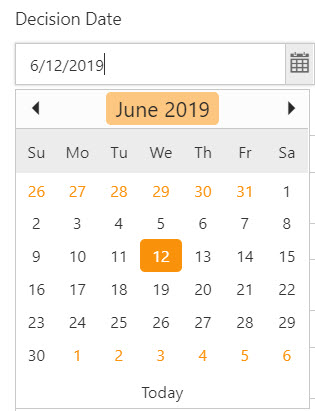 Decision Date
6/12/2019
June 2019
Su Mo Tu We Th Fr Sa
26 27 28 29 30 31 1
2 3 4 5 6 7 8
9 10 11 12 13 14 15
16 17 18 19 20 21 22
23 24 25 26 27 28 29
30 1 2 3 4 5 6
Today